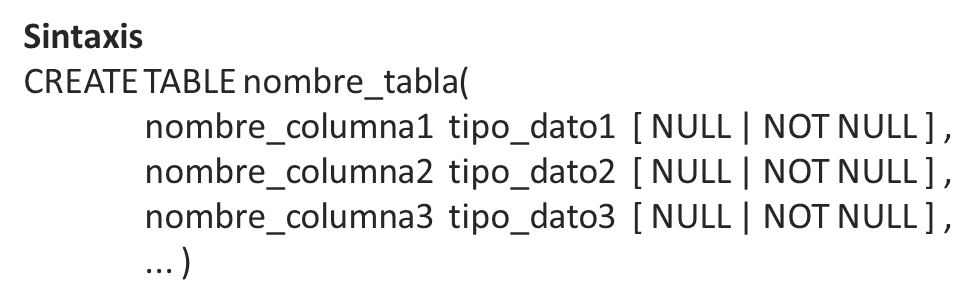 Sintaxis
CREATE TABLE nombre_tabla(
nombre_columna1 tipo_dato1 [ NULL | NOT NULL ] ,
nombre_columna2 tipo_dato2 [ NULL | NOT NULL ] ,
nombre_columna3 tipo_dato3 [ NULL | NOT NULL ] ,
... )